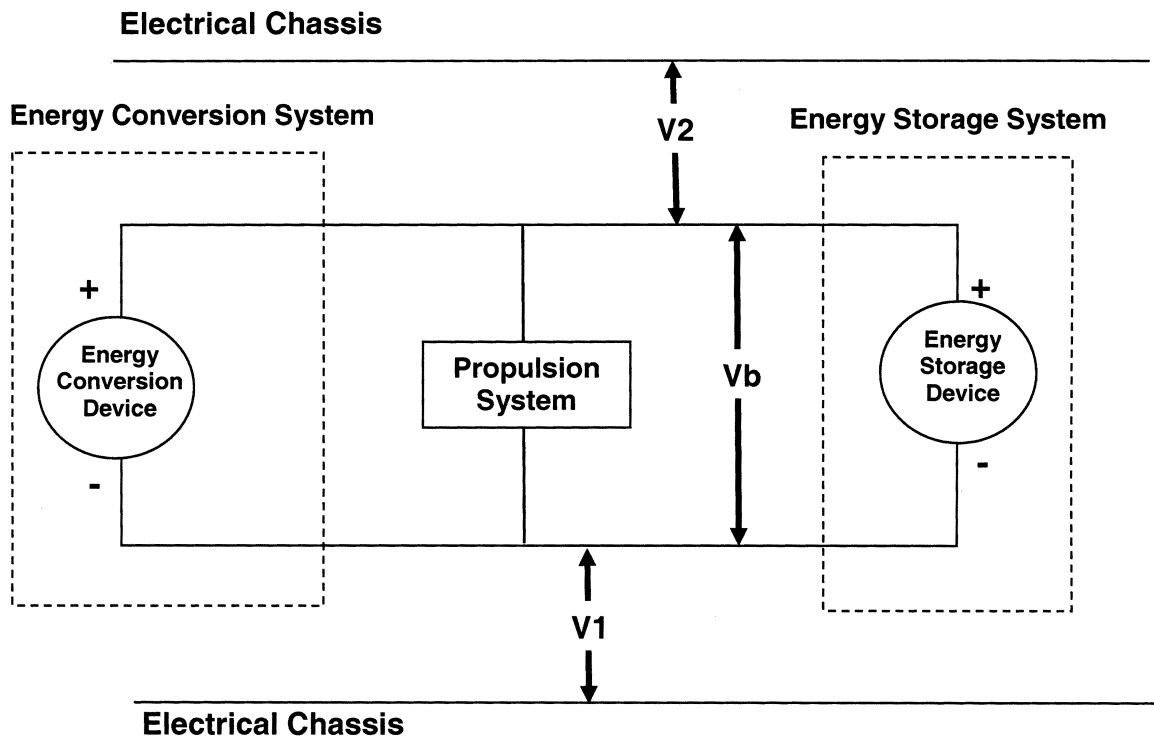 Electrical Chassis
Energy Conversion System
V2
Energy Storage System
+
Energy
Conversion
Device
-
Propulsion
System
Vb
+
Energy
Storage
Device
-
V1
Electrical Chassis